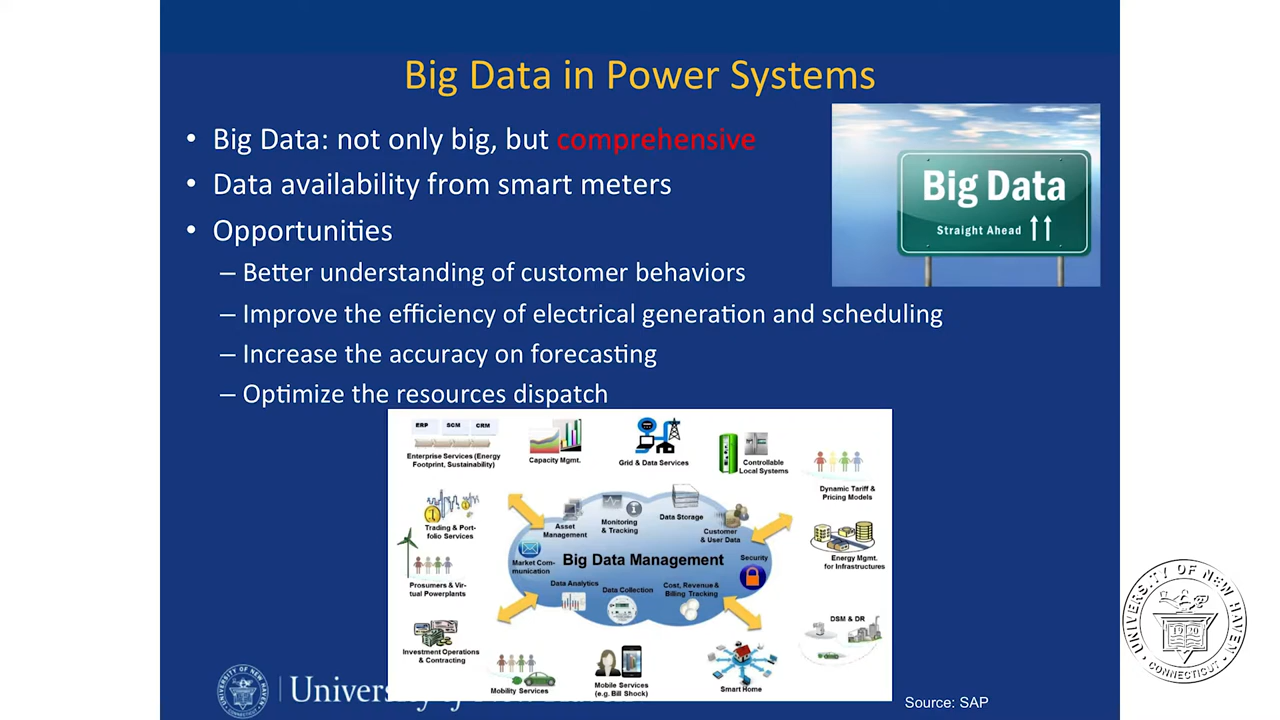 Big Data in Power Systems
• Big Data: not only big, but comprehensive
• Data availability from smart meters
• Opportunities
– Better understanding of customer behaviors
– Improve the efficiency of electrical generation and scheduling
– Increase the accuracy on forecasting
– Optimize the resources dispatch
Big Data
Straight Ahead
ERP SCM CRM
Enterprise Services (Energy
Footprint, Sustainability)
Capacity Mgmt.
Grid & Data Services
Controllable
Local Systems
Dynamic Tariff &
Pricing Models
Trading & Port-
folio Services
Asset
Management
Monitoring
& Tracking
Data Storage
Customer
& User Data
Energy Mgmt.
for Infrastructures
Big Data Management
Market Com-
munication
Security
Prosumers & Vir-
tual Powerplants
Data Analytics
Data Collection
Cost, Revenue &
Billing Tracking
DSM & DR
Investment Operations
& Contracting
Mobility Services
Mobile Services
(e.g. Bill Shock)
Smart Home
Source: SAP
UNIVERSITY OF NEW HAVEN
CONNECTICUT